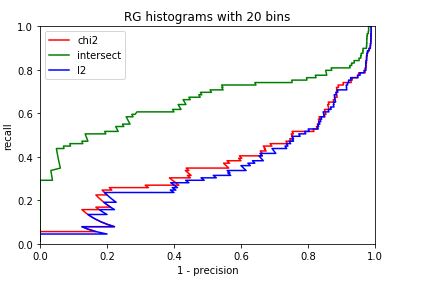 RG histograms with 20 bins
1.0
0.8
0.6
0.4
0.2
0.0
recall
chi2
intersect
l2
0.0 0.2 0.4 0.6 0.8 1.0
1 - precision